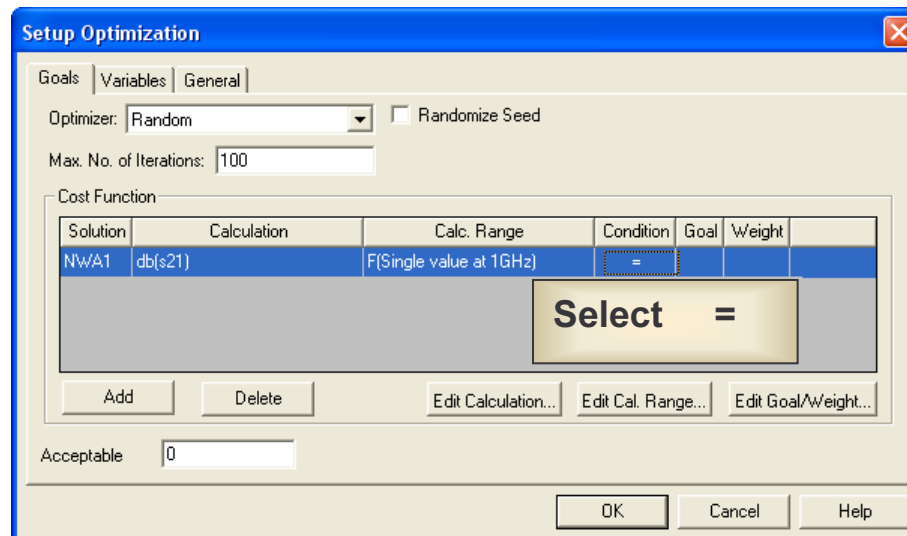 Setup Optimization
Goals Variables General
Optimizer: Random Randomize Seed
Max. No. of Iterations: 100
Cost Function
Solution Calculation Calc. Range Condition Goal Weight
NWA1 db(s21) F(Single value at 1GHz) =
Select =
Add Delete Edit Calculation... Edit Cal. Range... Edit Goal/Weight...
Acceptable 0
OK Cancel Help